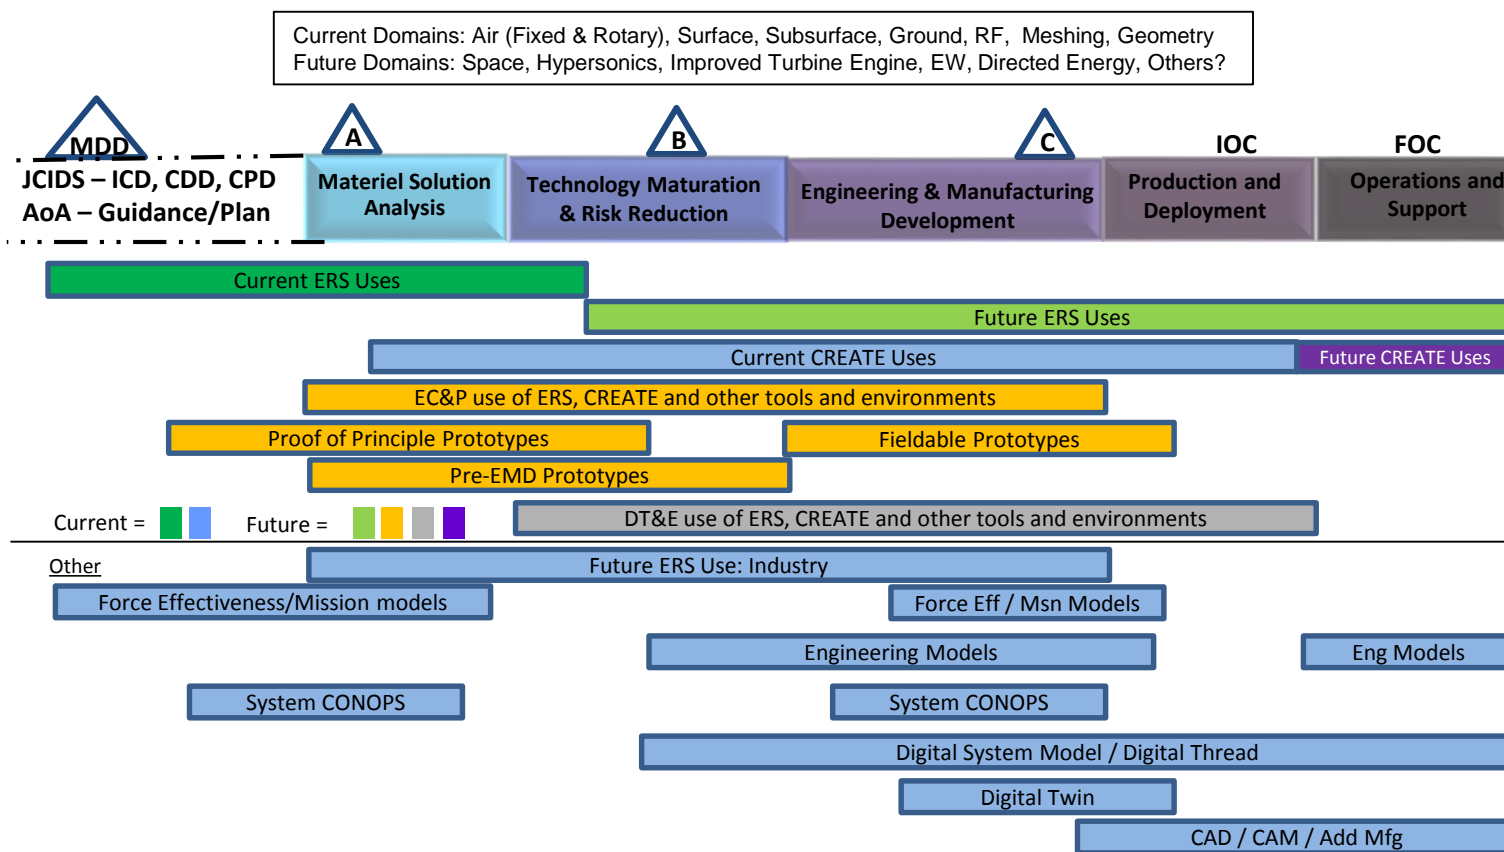 Current Domains: Air (Fixed & Rotary), Surface, Subsurface, Ground, RF, Meshing, Geometry
Future Domains: Space, Hypersonics, Improved Turbine Engine, EW, Directed Energy, Others?
MDD
A
B
C
IOC
FOC
JCIDS – ICD, CDD, CPD
AoA – Guidance/Plan
Materiel Solution
Analysis
Technology Maturation
& Risk Reduction
Engineering & Manufacturing
Development
Production and
Deployment
Operations and
Support
Current ERS Uses
Future ERS Uses
Current CREATE Uses
Future CREATE Uses
EC&P use of ERS, CREATE and other tools and environments
Proof of Principle Prototypes
Fieldable Prototypes
Pre-EMD Prototypes
Current =
Future =
DT&E use of ERS, CREATE and other tools and environments
Other
Future ERS Use: Industry
Force Effectiveness/Mission models
Force Eff / Msn Models
Engineering Models
Eng Models
System CONOPS
System CONOPS
Digital System Model / Digital Thread
Digital Twin
CAD / CAM / Add Mfg